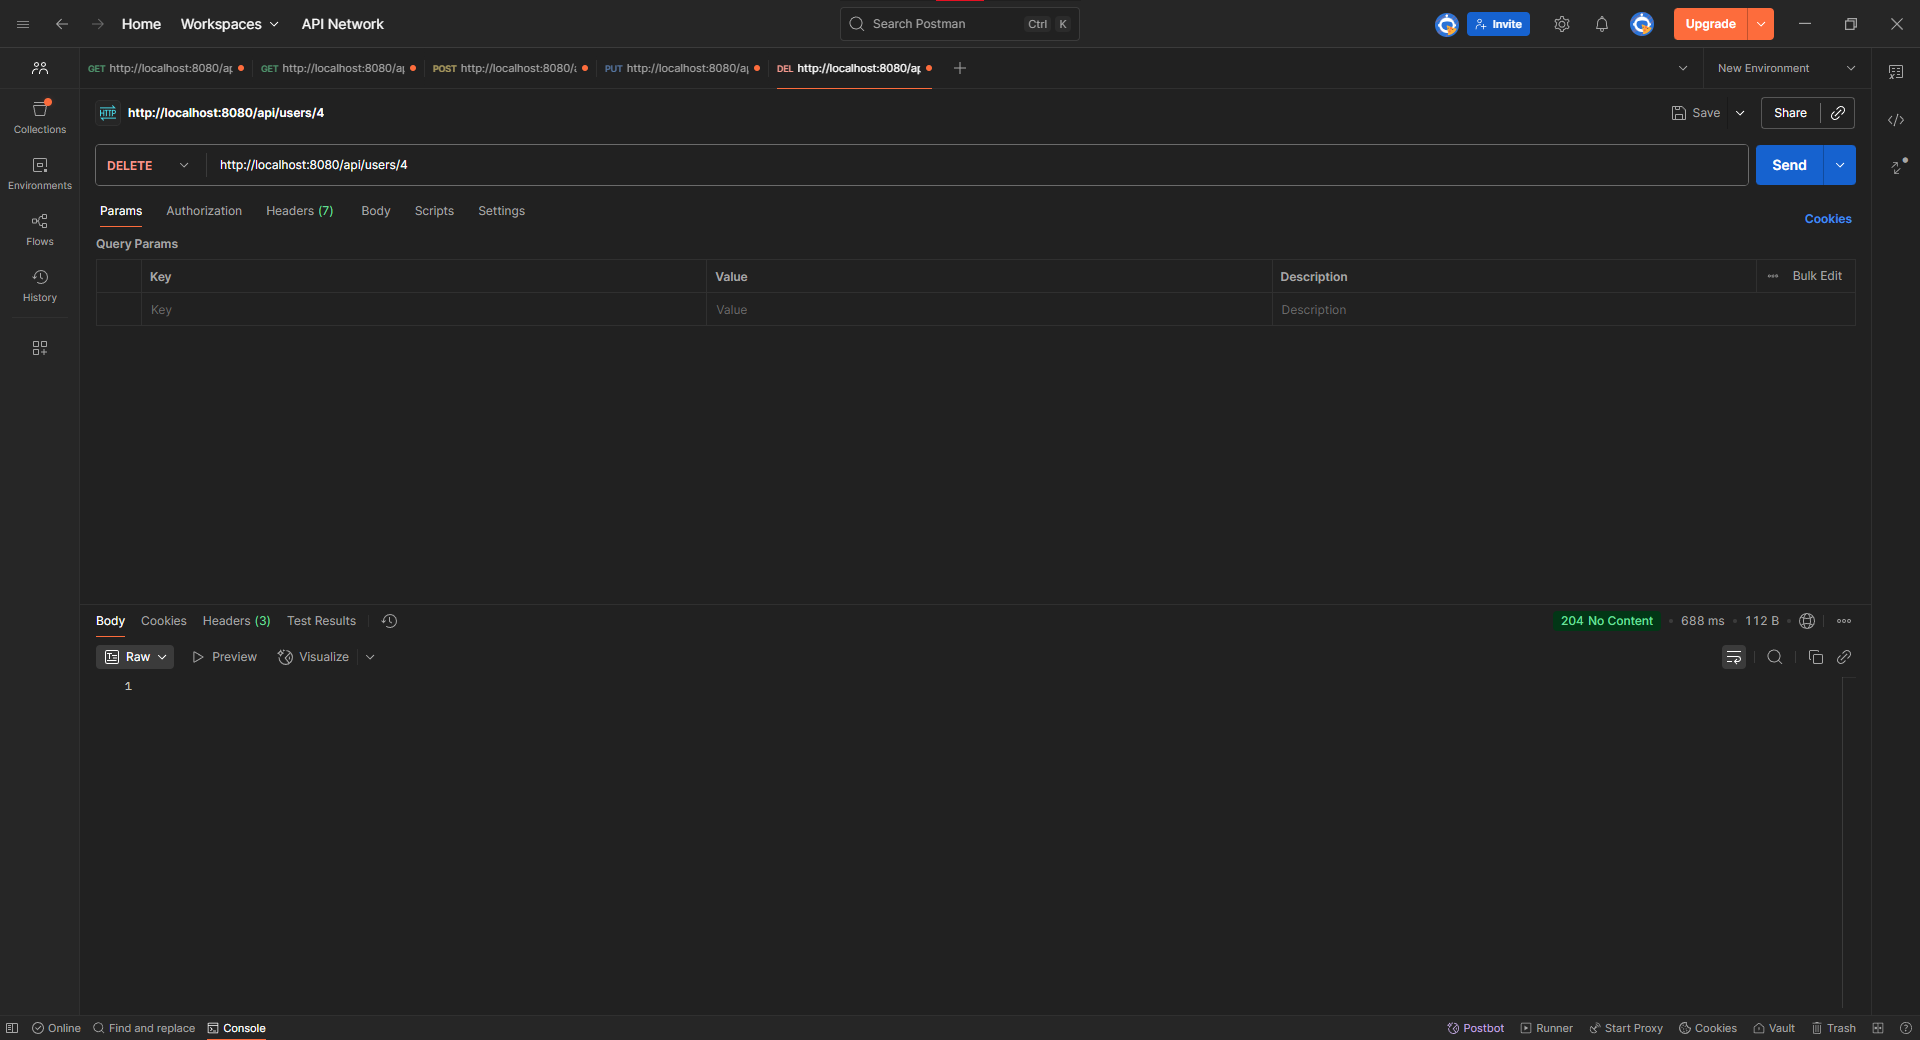 Home Workspaces API Network Search Postman Ctrl K Invite Upgrade
GET http://localhost:8080/ap GET http://localhost:8080/ap POST http://localhost:8080/a PUT http://localhost:8080/ap DEL http://localhost:8080/ap New Environment
HTTP http://localhost:8080/api/users/4 Save Share
Collections
DELETE http://localhost:8080/api/users/4 Send
Environments
Params Authorization Headers (7) Body Scripts Settings Cookies
Flows
Query Params
Key Value Description Bulk Edit
History
Key Value Description
Body Cookies Headers (3) Test Results 204 No Content 688 ms 112 B
Raw Preview Visualize
1
Online Find and replace Console Postbot Runner Start Proxy Cookies Vault Trash